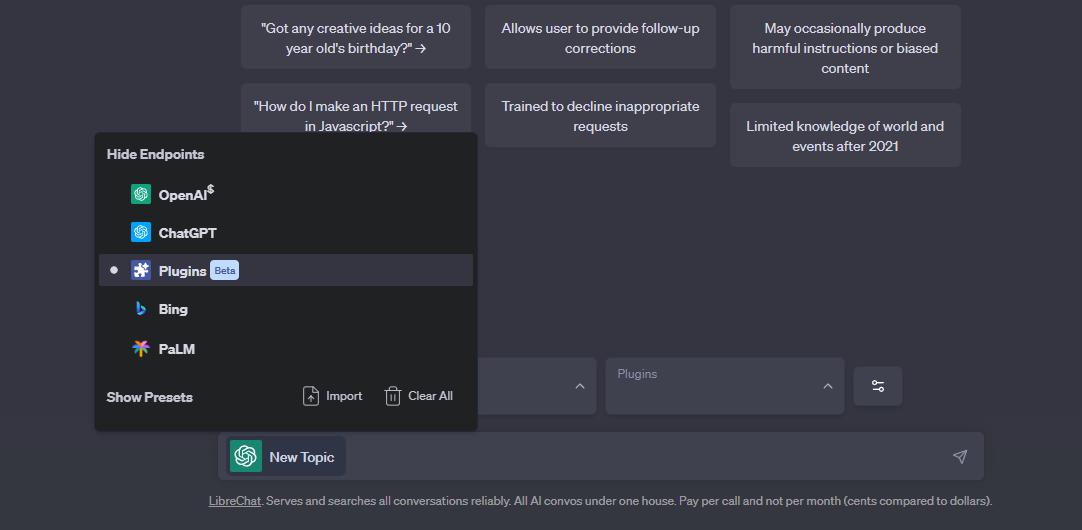 "Got any creative ideas for a 10
year old's birthday?" →
Allows user to provide follow-up
corrections
May occasionally produce
harmful instructions or biased
content
"How do I make an HTTP request
in Javascript?" →
Trained to decline inappropriate
requests
Limited knowledge of world and
events after 2021
Hide Endpoints
OpenAI$
ChatGPT
Plugins Beta
Bing
PaLM
Show Presets Import Clear All
Plugins
New Topic
LibreChat. Serves and searches all conversations reliably. All AI convos under one house. Pay per call and not per month (cents compared to dollars).